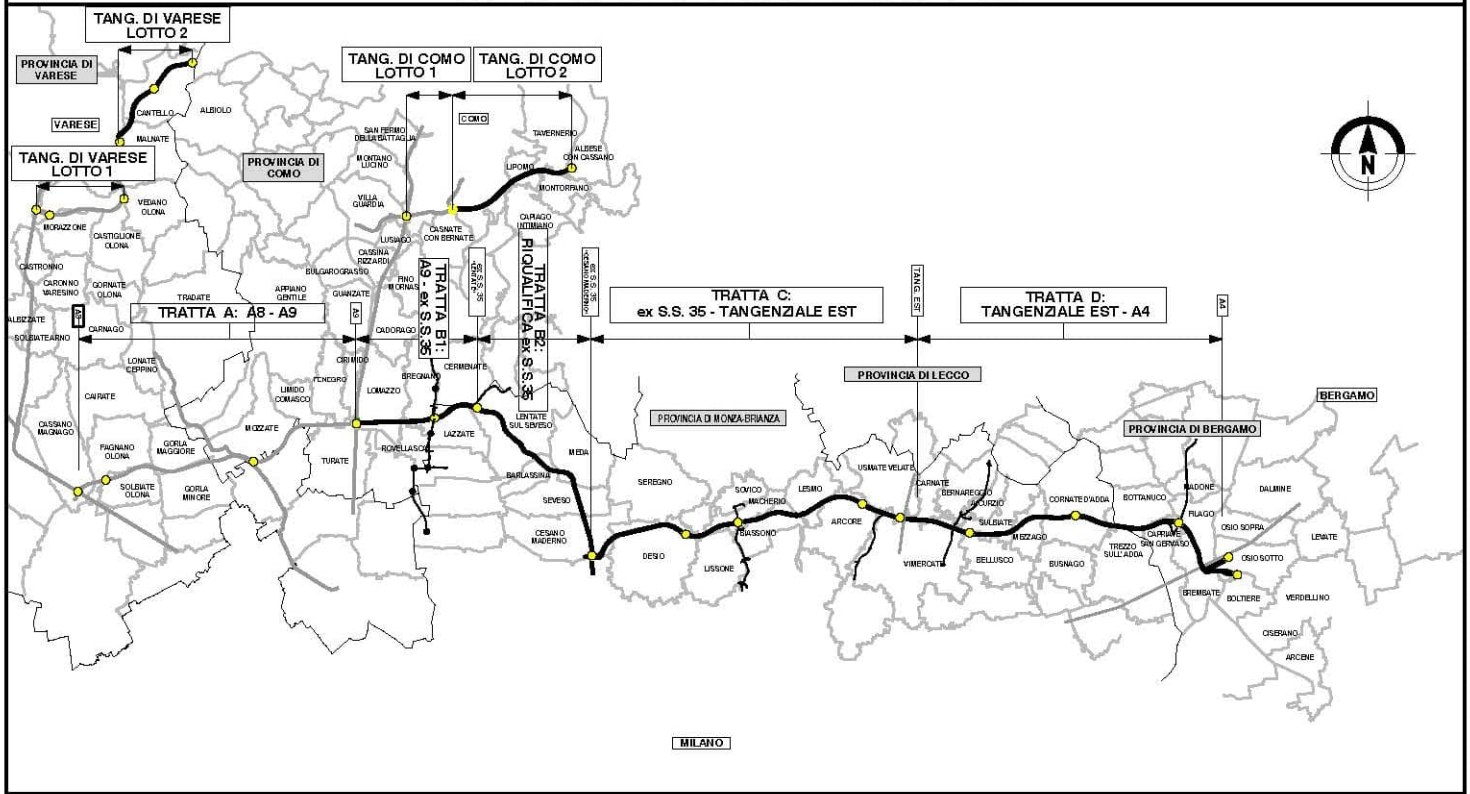 TANG. DI VARESE
LOTTO 2
PROVINCIA DI
VARESE
TANG. DI COMO
LOTTO 1
TANG. DI COMO
LOTTO 2
CANTELLO
ALBIOLO
VARESE
MALNATE
COMO
TAVERNERIO
SAN FERMO
DELLA BATTAGLIA
ALBESE
CON CASSANO
TANG. DI VARESE
LOTTO 1
PROVINCIA DI
COMO
MONTANO
LUCINO
LIPOMO
MONTORFANO
N
VEDANO
OLONA
VILLA
GUARDIA
MORAZZONE
CASTIGLIONE
OLONA
LUSIAGO
CASNATE
CON BERNATE
CAPIAGO
INTIMIANO
CASSINA
RIZZARDI
CASTRONNO
BULGAROGRASSO
CARONNO
VARESINO
GORNATE
OLONA
TRADATE
APPIANO
GENTILE
GUANZATE
FINO
MORNAS
ex S.S. 35
-LENTATE-
ex S.S. 35
-CESANO MADERNO-
TANG. EST
A4
A8
A9
TRATTA A: A8 - A9
TRATTA B1:
A9 - ex S.S.35
TRATTA B2:
RIQUALIFICA ex S.S.35
TRATTA C:
ex S.S. 35 - TANGENZIALE EST
TRATTA D:
TANGENZIALE EST - A4
ALBIZZATE
CARNAGO
SOLBIATE ARNO
CADORAGO
LONATE
CEPPINO
CIRIMIDO
CERMENATE
BREGNANO
FENEGRO
LIMIDO
COMASCO
LOMAZZO
PROVINCIA DI LECCO
CAIRATE
BERGAMO
CASSANO
MAGNAGO
LENTATE
SUL SEVESO
PROVINCIA DI MONZA-BRIANZA
MOZZATE
PROVINCIA DI BERGAMO
LAZZATE
FAGNANO
OLONA
GORLA
MAGGIORE
ROVELLASCA
MEDA
TURATE
USMATE VELATE
BARLASSINA
CARNATE
SEREGNO
SOLBIATE
OLONA
GORLA
MINORE
SOVICO
LESMO
BERNAREGGIO
MADONE
DALMINE
SEVESO
MACHERIO
AICURZIO
CORNATE D'ADDA
BOTTANUCO
FILAGO
ARCORE
SULBIATE
OSIO SOPRA
CESANO
MADERNO
BIASSONO
MEZZAGO
CAPRIATE
SAN GERVASO
LEVATE
TREZZO
SULL'ADDA
DESIO
OSIO SOTTO
LISSONE
VIMERCATE
BELLUSCO
BUSNAGO
BREMBATE
BOLTIERE
VERDELLINO
CISERANO
ARCENE
MILANO